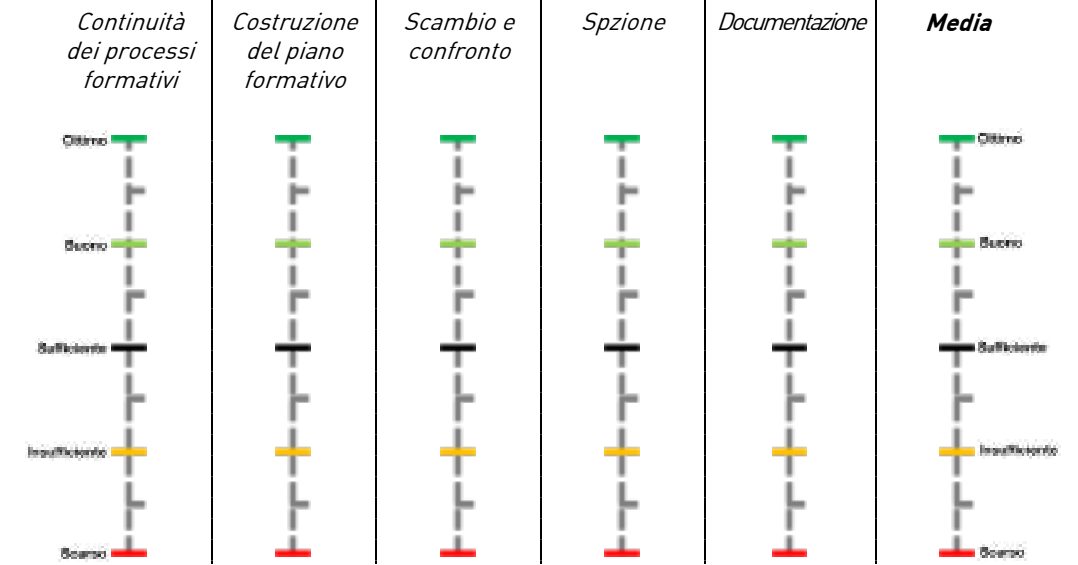 Continuità
dei processi
formativi
Costruzione
del piano
formativo
Scambio e
confronto
Spzione
Documentazione
Media
Ottimo
Ottimo
Buono
Buono
Sufficiente
Sufficiente
Insufficiente
Insufficiente
Scarso
Scarso